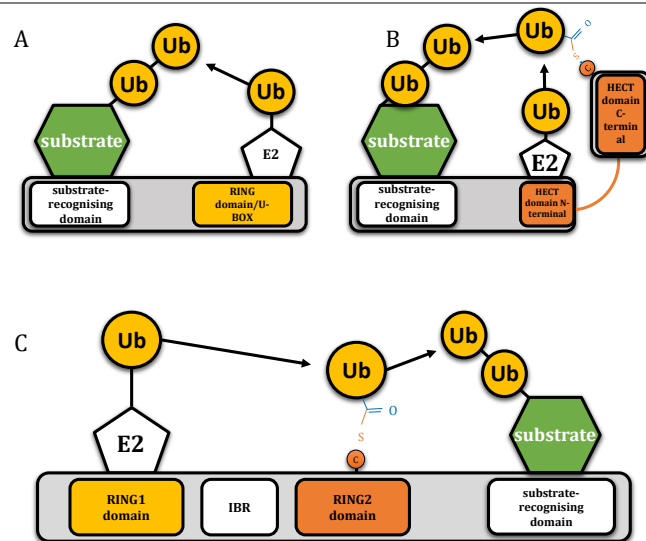 A
Ub
Ub
Ub
substrate
E2
substrate-
recognising
domain
RING
domain/U-
BOX
B
Ub
Ub
Ub
O
S
C
HECT
domain
C-
termin
al
Ub
substrate
E2
substrate-
recognising
domain
HECT
domain N-
terminal
C
Ub
Ub
Ub
Ub
O
S
C
E2
substrate
RING1
domain
IBR
RING2
domain
substrate-
recognising
domain